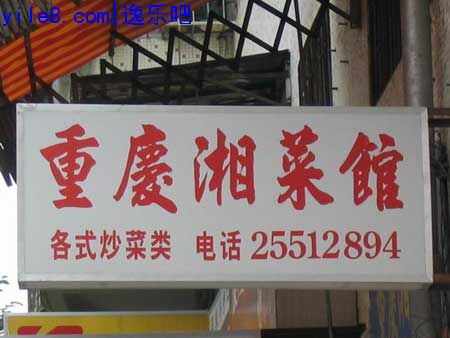 yile8.com|逸乐吧
重慶湘菜館
各式炒菜类 电话 25512894